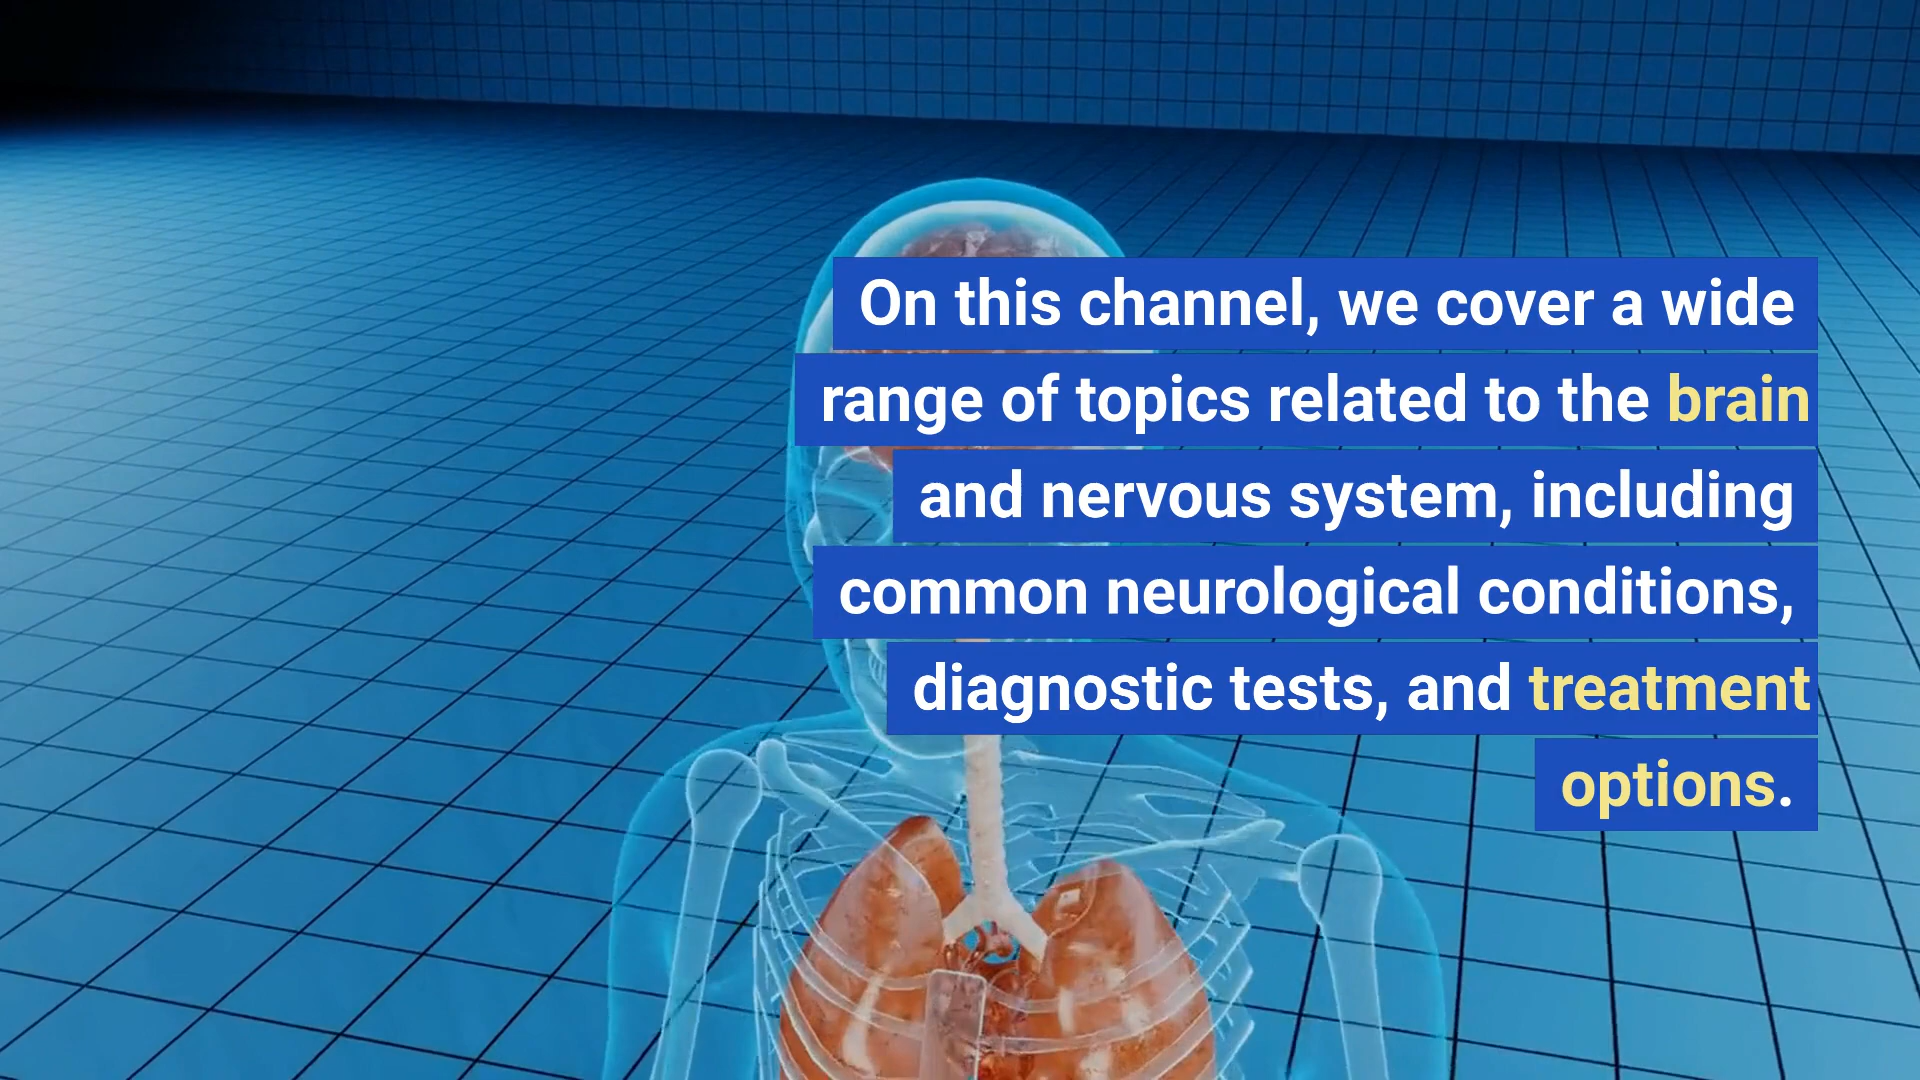 On this channel, we cover a wide
range of topics related to the brain
and nervous system, including
common neurological conditions,
diagnostic tests, and treatment
options.